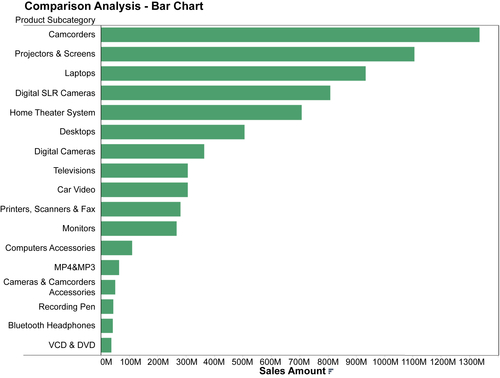 Comparison Analysis - Bar Chart
Product Subcategory
Camcorders
Projectors & Screens
Laptops
Digital SLR Cameras
Home Theater System
Desktops
Digital Cameras
Televisions
Car Video
Printers, Scanners & Fax
Monitors
Computers Accessories
MP4&MP3
Cameras & Camcorders
Accessories
Recording Pen
Bluetooth Headphones
VCD & DVD
0M 100M 200M 300M 400M 500M 600M 700M 800M 900M 1000M 1100M 1200M 1300M
Sales Amount